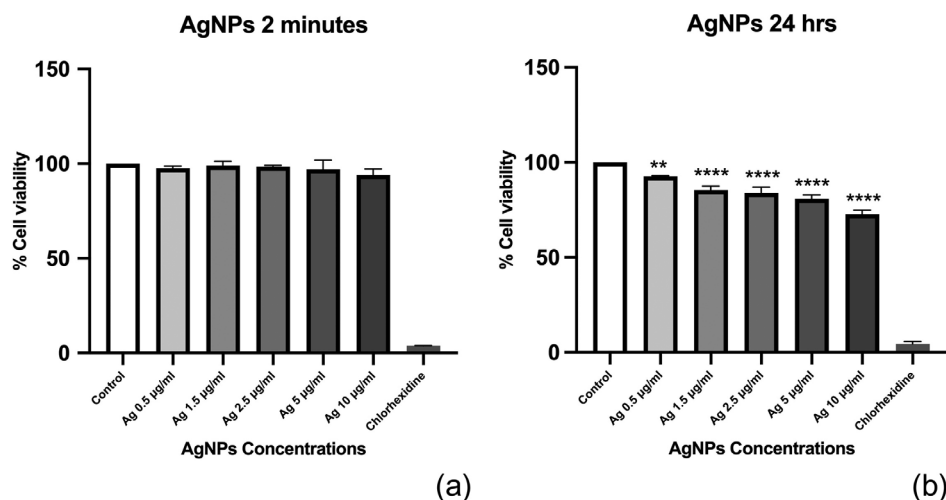 AgNPs 2 minutes
150
100
50
0
% Cell viability
Control
Ag 0.5 µg/ml
Ag 1.5 µg/ml
Ag 2.5 µg/ml
Ag 5 µg/ml
Ag 10 µg/ml
Chlorhexidine
AgNPs Concentrations
(a)
AgNPs 24 hrs
150
100
50
0
% Cell viability
**
****
****
****
****
Control
Ag 0.5 µg/ml
Ag 1.5 µg/ml
Ag 2.5 µg/ml
Ag 5 µg/ml
Ag 10 µg/ml
Chlorhexidine
AgNPs Concentrations
(b)